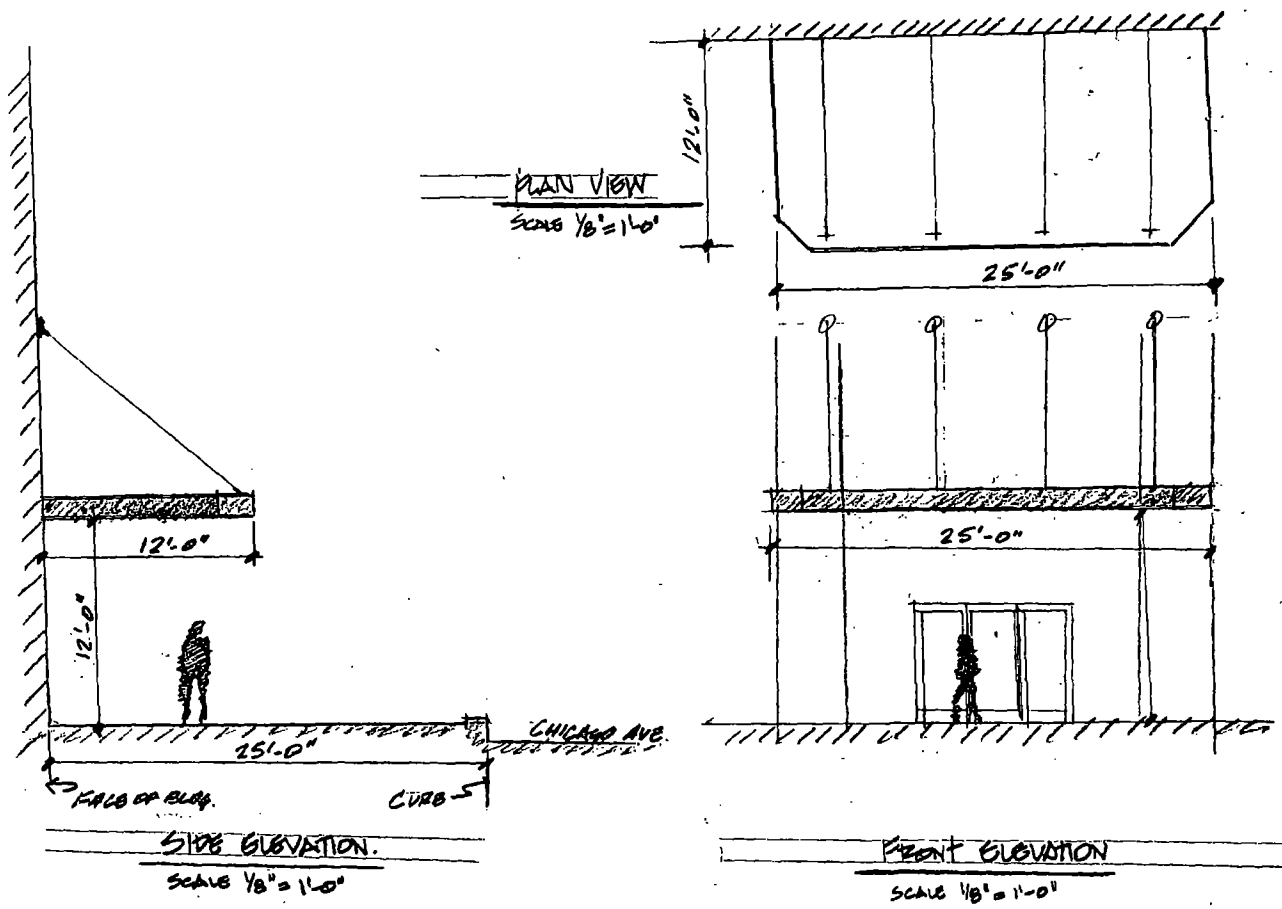 12'-0"
PLAN VIEW
SCALE 1/8" = 1'-0"
25'-0"
12'-0"
12'-0"
25'-0"
CHICAGO AVE.
25'-0"
FACE OF BLDG.
CURB
SIDE ELEVATION.
SCALE 1/8" = 1'-0"
25'-0"
FRONT ELEVATION
SCALE 1/8" = 1'-0"